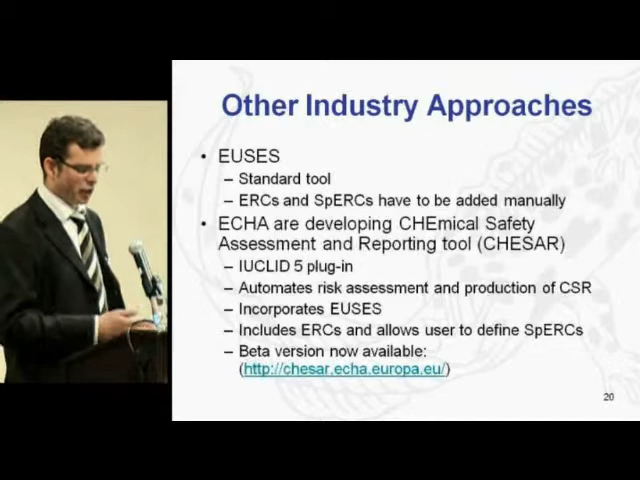 Other Industry Approaches
• EUSES
– Standard tool
– ERCs and SpERCs have to be added manually
• ECHA are developing CHEmical Safety
Assessment and Reporting tool (CHESAR)
– IUCLID 5 plug-in
– Automates risk assessment and production of CSR
– Incorporates EUSES
– Includes ERCs and allows user to define SpERCs
– Beta version now available:
(http://chesar.echa.europa.eu/)
20